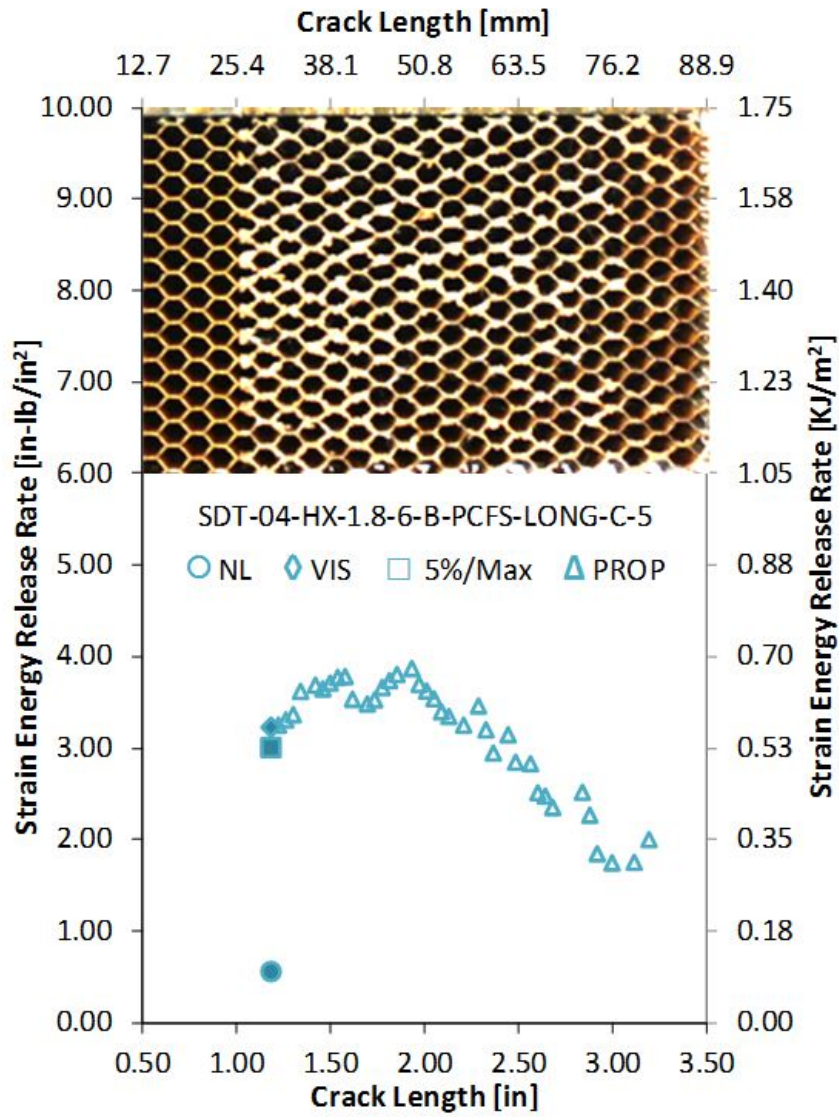 Crack Length [mm]
12.7 25.4 38.1 50.8 63.5 76.2 88.9
10.00 1.75
9.00 1.58
8.00 1.40
7.00 1.23
6.00 1.05
SDT-04-HX-1.8-6-B-PCFS-LONG-C-5
5.00 0.88
NL VIS 5%/Max PROP
4.00 0.70
3.00 0.53
2.00 0.35
1.00 0.18
0.00 0.00
Strain Energy Release Rate [in-lb/in²]
Strain Energy Release Rate [KJ/m²]
0.50 1.00 1.50 2.00 2.50 3.00 3.50
Crack Length [in]